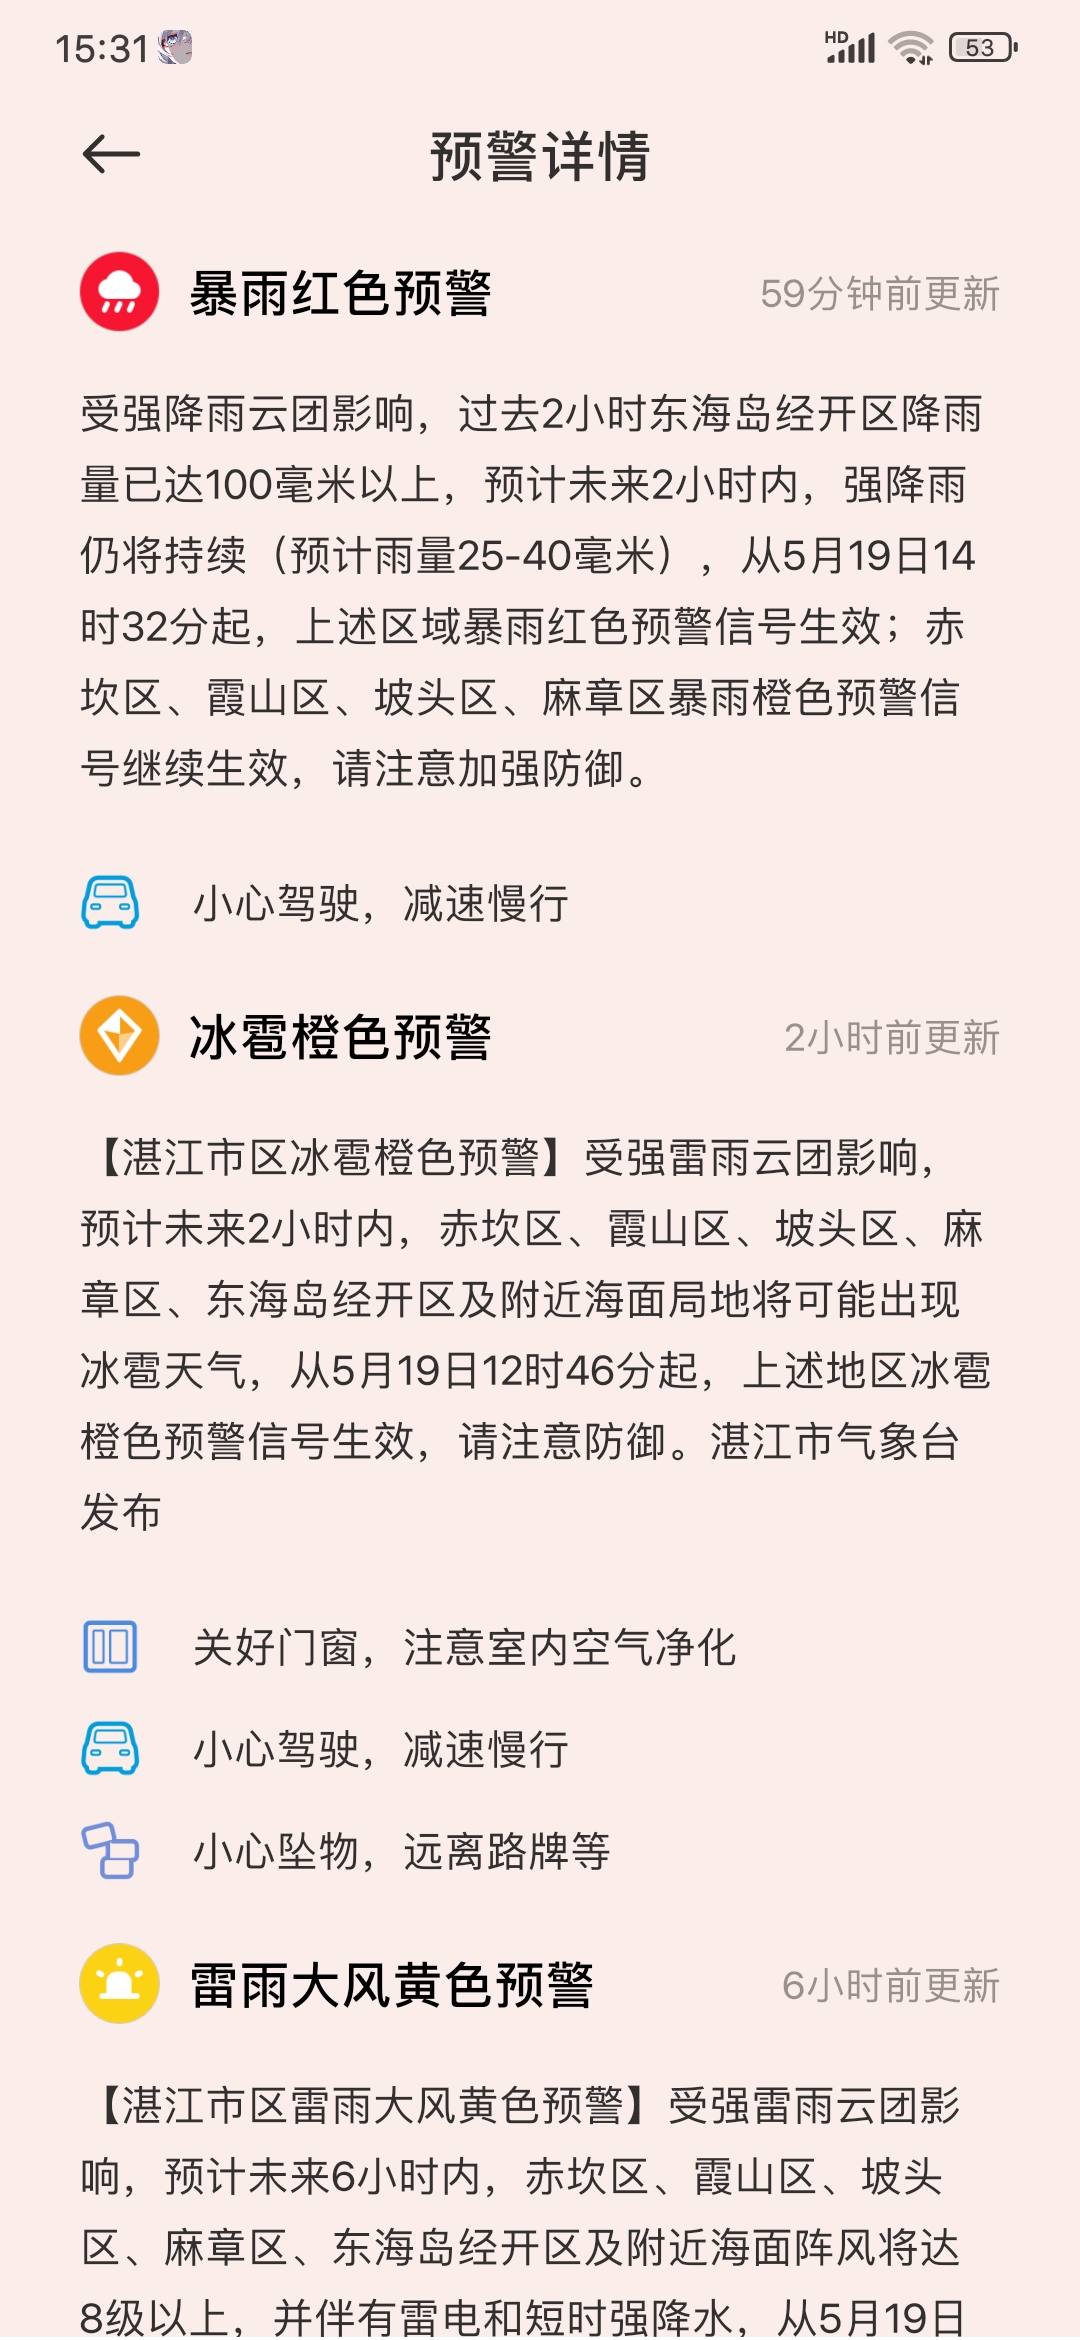 15:31
HD
53
预警详情
暴雨红色预警
59分钟前更新
受强降雨云团影响，过去2小时东海岛经开区降雨
量已达100毫米以上，预计未来2小时内，强降雨
仍将持续（预计雨量25-40毫米），从5月19日14
时32分起，上述区域暴雨红色预警信号生效；赤
坎区、霞山区、坡头区、麻章区暴雨橙色预警信
号继续生效，请注意加强防御。
小心驾驶，减速慢行
冰雹橙色预警
2小时前更新
【湛江市区冰雹橙色预警】受强雷雨云团影响，
预计未来2小时内，赤坎区、霞山区、坡头区、麻
章区、东海岛经开区及附近海面局地将可能出现
冰雹天气，从5月19日12时46分起，上述地区冰雹
橙色预警信号生效，请注意防御。湛江市气象台
发布
关好门窗，注意室内空气净化
小心驾驶，减速慢行
小心坠物，远离路牌等
雷雨大风黄色预警
6小时前更新
【湛江市区雷雨大风黄色预警】受强雷雨云团影
响，预计未来6小时内，赤坎区、霞山区、坡头
区、麻章区、东海岛经开区及附近海面阵风将达
8级以上，并伴有雷电和短时强降水，从5月19日